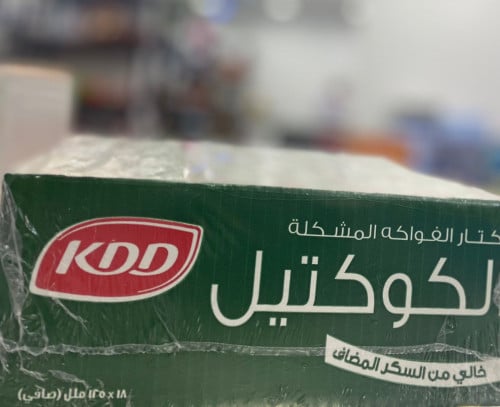 كتار الفواكه المشكلة
KDD
لكوكتيل
خالي من السكر المضاف
١٨ x ١٢٥ ملل (صافي)